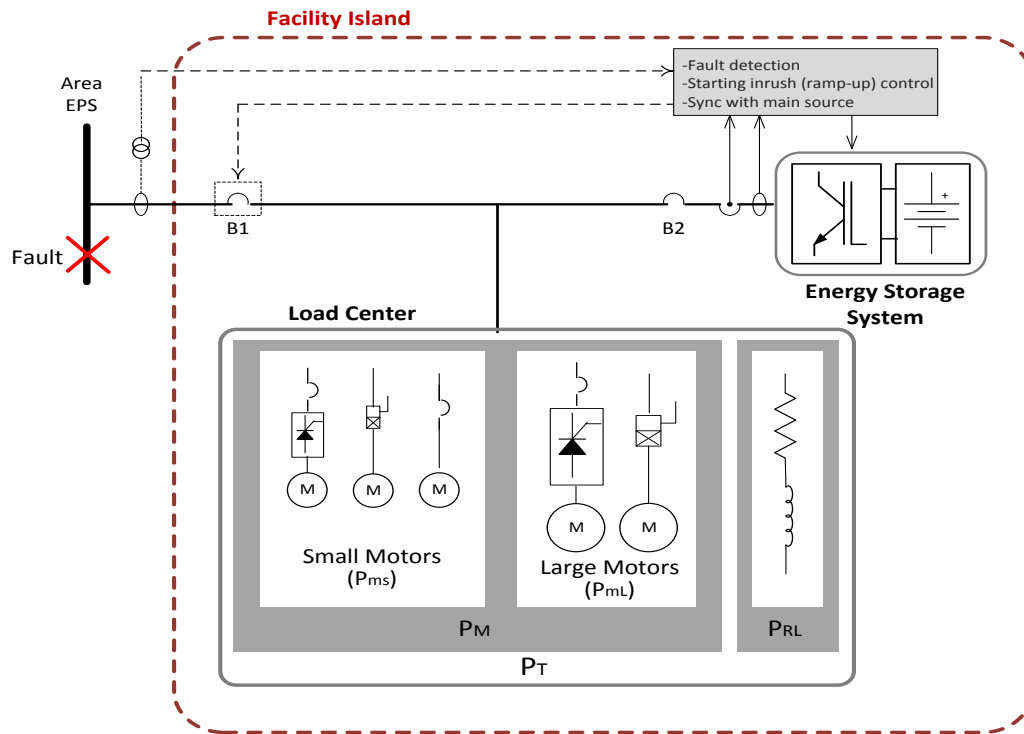 Facility Island
Area
EPS
-Fault detection
-Starting inrush (ramp-up) control
-Sync with main source
B1
B2
+
Fault
Energy Storage
System
Load Center
M
M
M
M
M
Small Motors
(Pms)
Large Motors
(PmL)
PM
PRL
PT